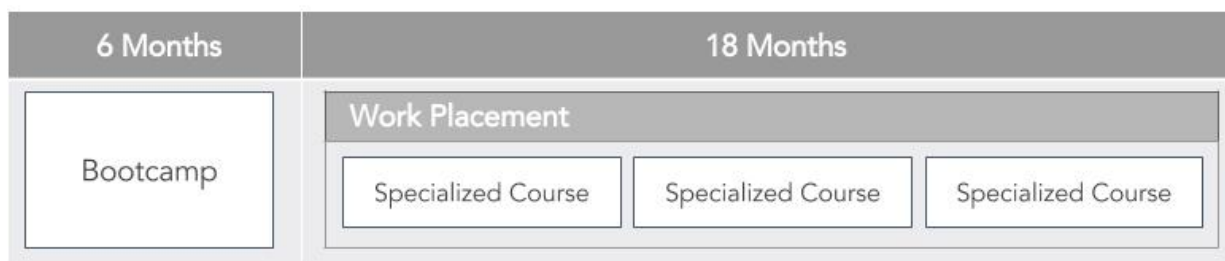 6 Months
18 Months
Bootcamp
Work Placement
Specialized Course
Specialized Course
Specialized Course